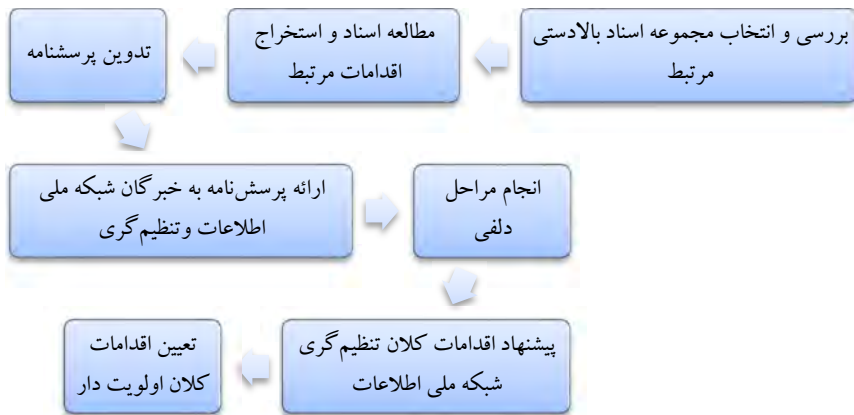 بررسی و انتخاب مجموعه اسناد بالادستی
مرتبط
مطالعه اسناد و استخراج
اقدامات مرتبط
تدوین پرسشنامه
ارائه پرسش‌نامه به خبرگان شبکه ملی
اطلاعات وتنظیم‌گری
انجام مراحل
دلفی
پیشنهاد اقدامات کلان تنظیم‌گری
شبکه ملی اطلاعات
تعیین اقدامات
کلان اولویت دار